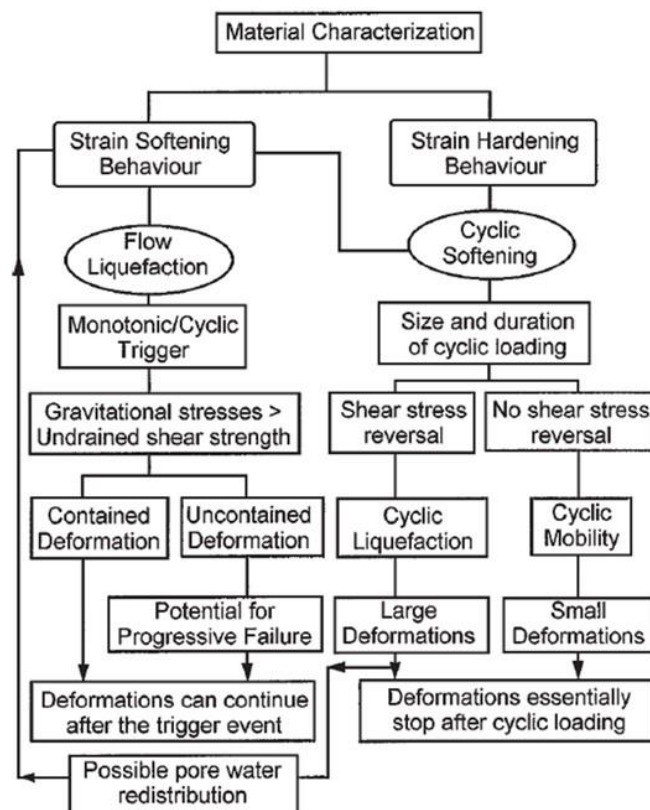 Material Characterization
Strain Softening
Behaviour
Strain Hardening
Behaviour
Flow
Liquefaction
Cyclic
Softening
Monotonic/Cyclic
Trigger
Size and duration
of cyclic loading
Gravitational stresses >
Undrained shear strength
Shear stress
reversal
No shear stress
reversal
Contained
Deformation
Uncontained
Deformation
Cyclic
Liquefaction
Cyclic
Mobility
Potential for
Progressive Failure
Large
Deformations
Small
Deformations
Deformations can continue
after the trigger event
Deformations essentially
stop after cyclic loading
Possible pore water
redistribution